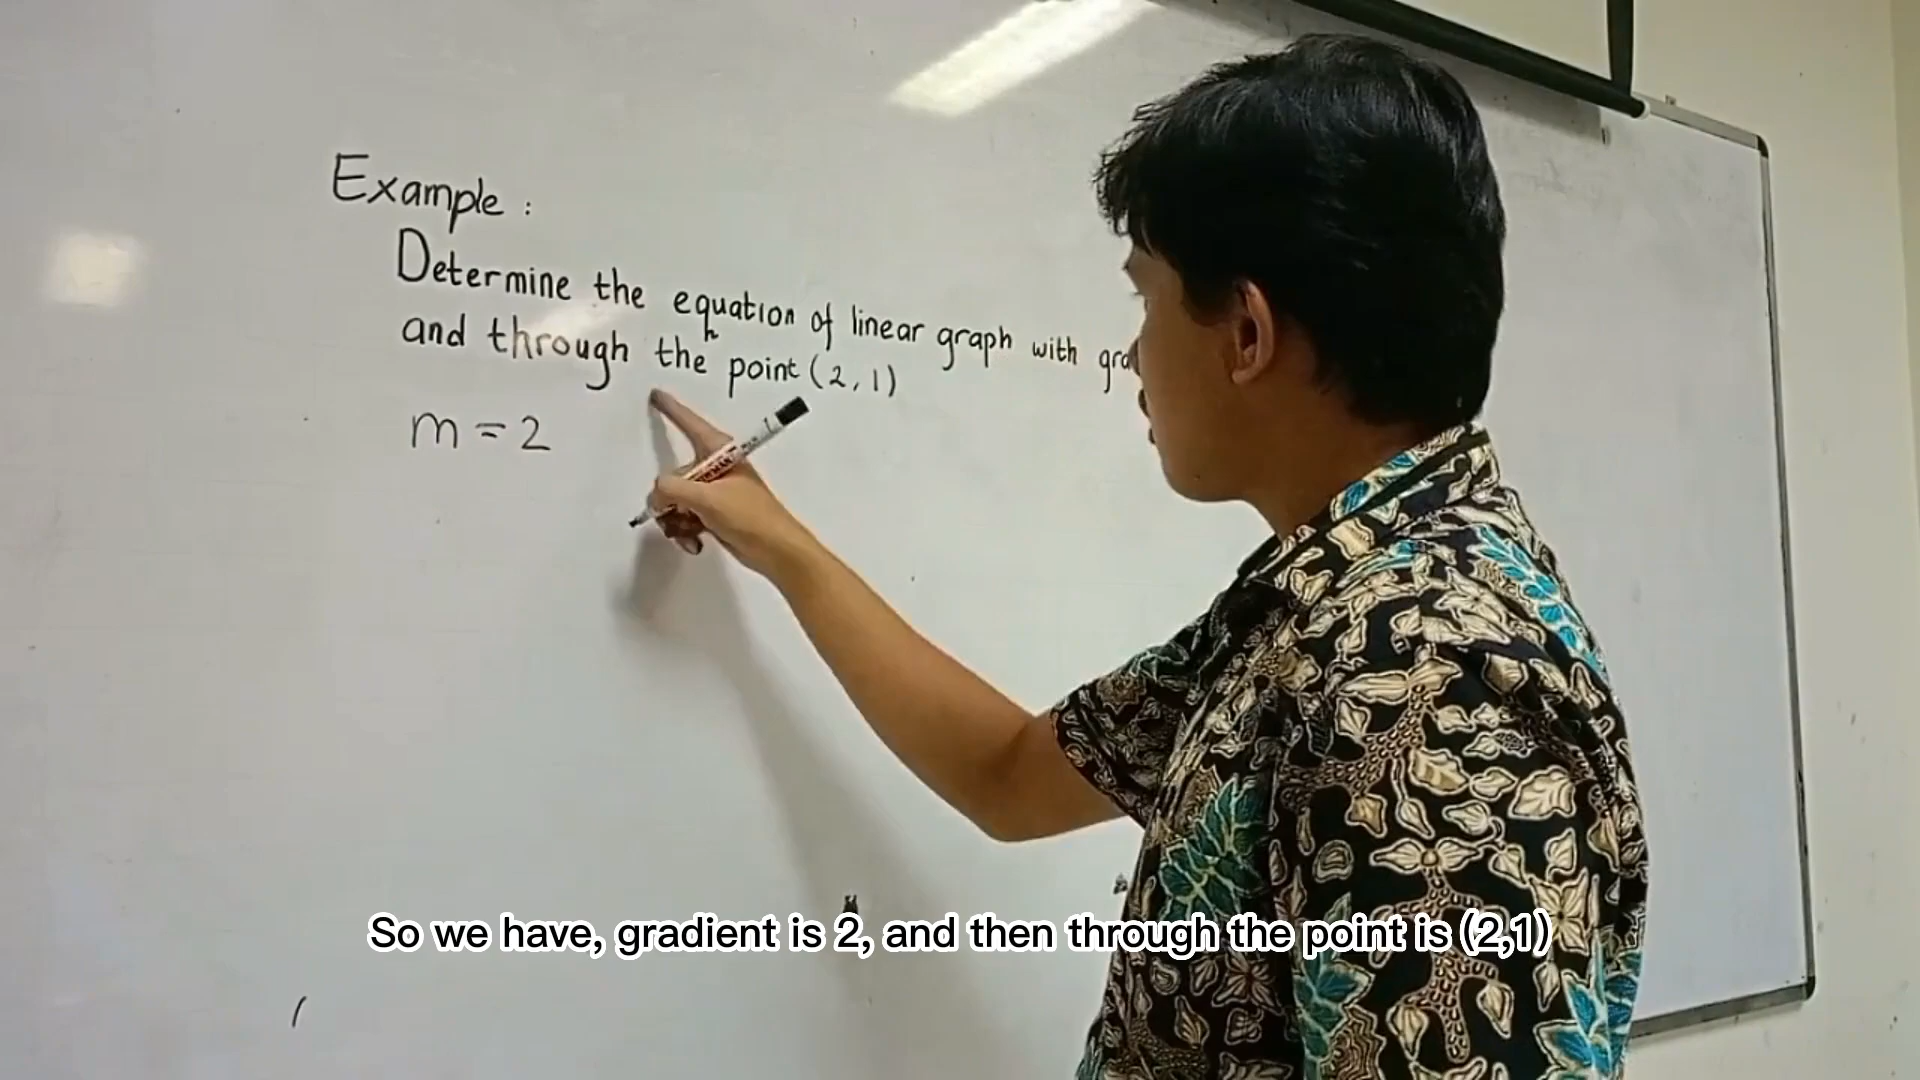 Example :
Determine the equation of linear graph with gra
and through the point (2, 1)
m = 2
So we have, gradient is 2, and then through the point is (2,1)